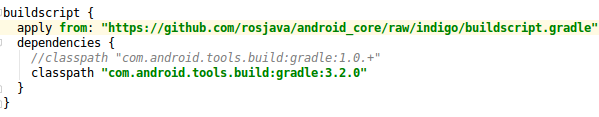 buildscript {
  apply from: "https://github.com/rosjava/android_core/raw/indigo/buildscript.gradle"
  dependencies {
    //classpath "com.android.tools.build:gradle:1.0.+"
    classpath "com.android.tools.build:gradle:3.2.0"
  }
}